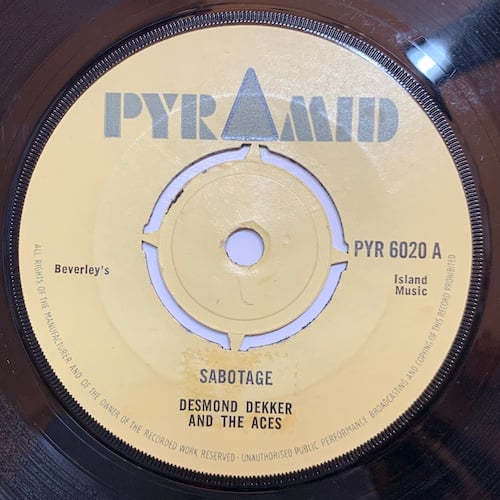 PYRAMID
PYR 6020 A
Beverley's
Island
Music
SABOTAGE
DESMOND DEKKER
AND THE ACES
ALL RIGHTS OF THE MANUFACTURER AND OF THE OWNER OF THE RECORDED WORK RESERVED - UNAUTHORISED PUBLIC PERFORMANCE BROADCASTING AND COPYING OF THIS RECORD PROHIBITED